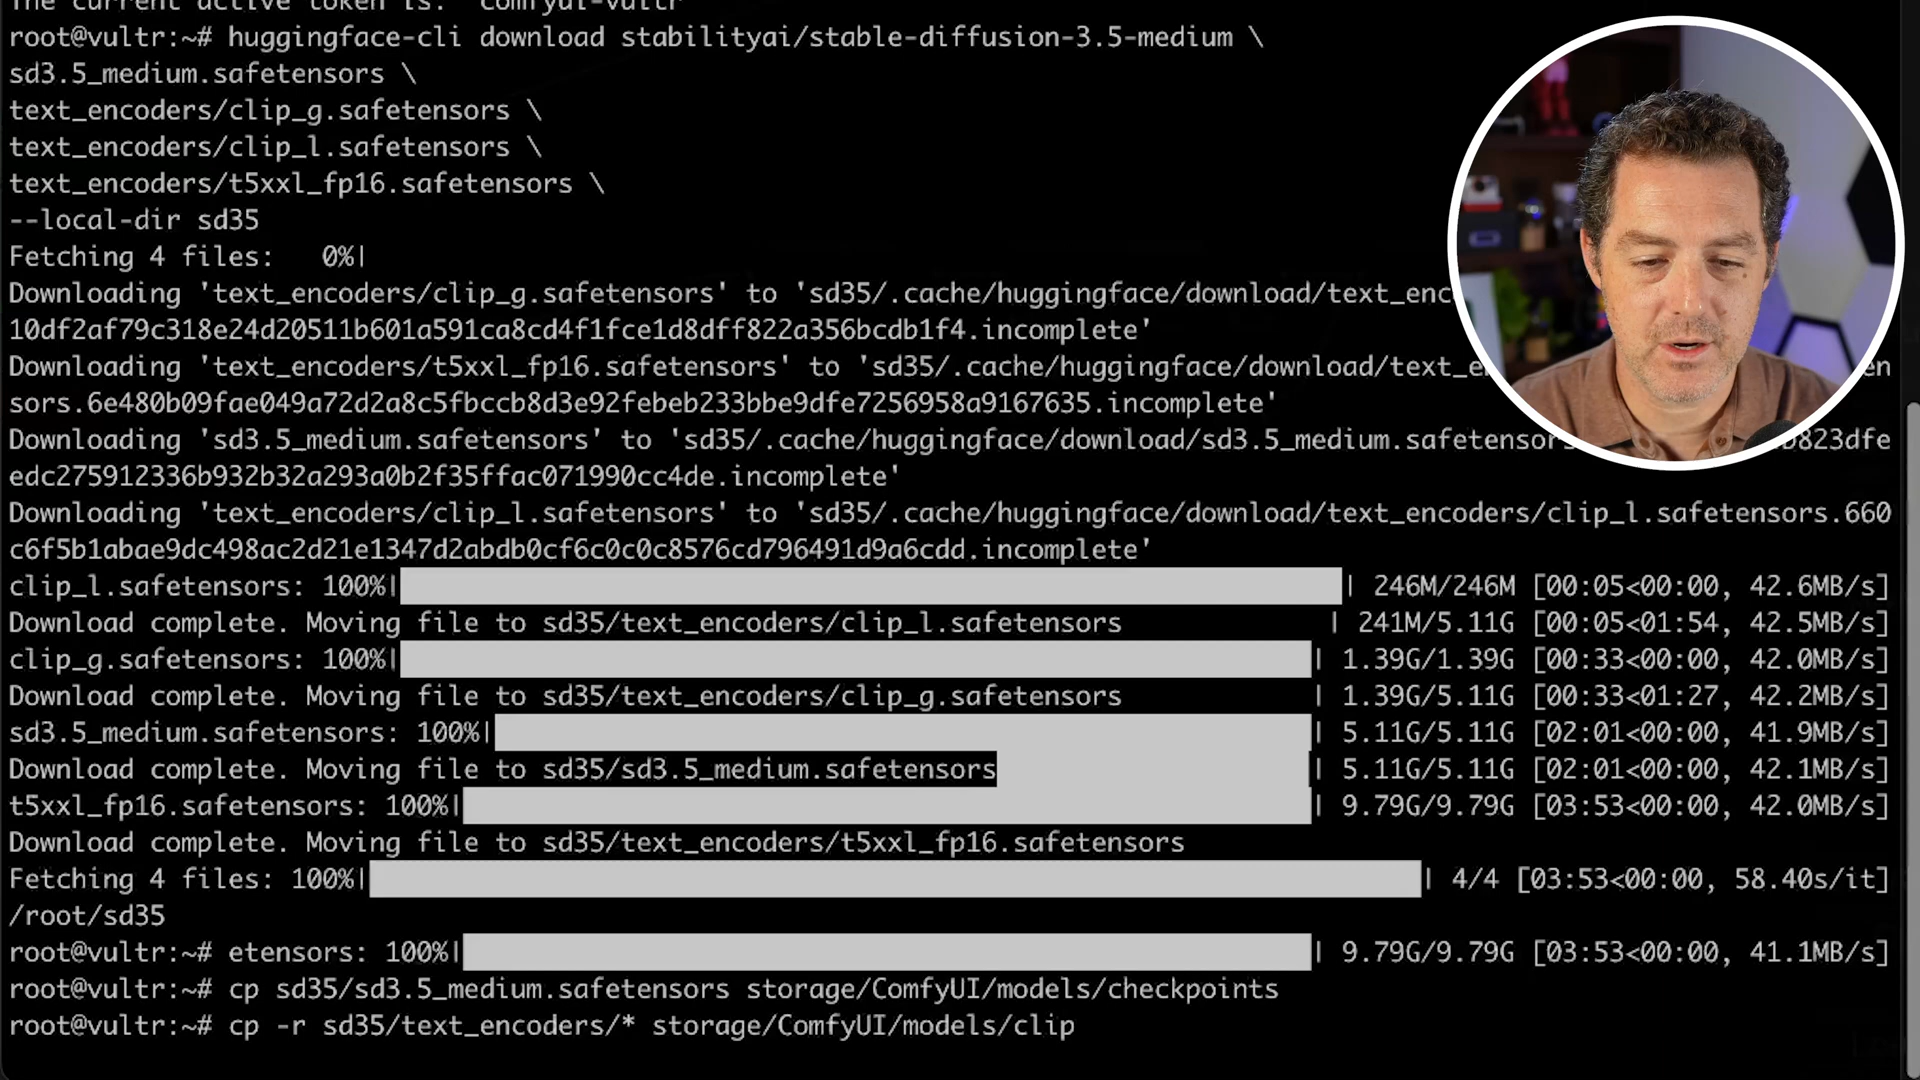 The current active token is: `comfyui-vultr`
root@vultr:~# huggingface-cli download stabilityai/stable-diffusion-3.5-medium \
sd3.5_medium.safetensors \
text_encoders/clip_g.safetensors \
text_encoders/clip_l.safetensors \
text_encoders/t5xxl_fp16.safetensors \
--local-dir sd35
Fetching 4 files:   0%|
Downloading 'text_encoders/clip_g.safetensors' to 'sd35/.cache/huggingface/download/text_enc
10df2af79c318e24d20511b601a591ca8cd4f1fce1d8dff822a356bcdb1f4.incomplete'
Downloading 'text_encoders/t5xxl_fp16.safetensors' to 'sd35/.cache/huggingface/download/text_e en
sors.6e480b09fae049a72d2a8c5fbccb8d3e92febeb233bbe9dfe7256958a9167635.incomplete'
Downloading 'sd3.5_medium.safetensors' to 'sd35/.cache/huggingface/download/sd3.5_medium.safetensors 823dfe
edc275912336b932b32a293a0b2f35ffac071990cc4de.incomplete'
Downloading 'text_encoders/clip_l.safetensors' to 'sd35/.cache/huggingface/download/text_encoders/clip_l.safetensors.660
c6f5b1abae9dc498ac2d21e1347d2abdb0cf6c0c0c8576cd796491d9a6cdd.incomplete'
clip_l.safetensors: 100%| | 246M/246M [00:05<00:00, 42.6MB/s]
Download complete. Moving file to sd35/text_encoders/clip_l.safetensors | 241M/5.11G [00:05<01:54, 42.5MB/s]
clip_g.safetensors: 100%| | 1.39G/1.39G [00:33<00:00, 42.0MB/s]
Download complete. Moving file to sd35/text_encoders/clip_g.safetensors | 1.39G/5.11G [00:33<01:27, 42.2MB/s]
sd3.5_medium.safetensors: 100%| | 5.11G/5.11G [02:01<00:00, 41.9MB/s]
Download complete. Moving file to sd35/sd3.5_medium.safetensors | 5.11G/5.11G [02:01<00:00, 42.1MB/s]
t5xxl_fp16.safetensors: 100%| | 9.79G/9.79G [03:53<00:00, 42.0MB/s]
Download complete. Moving file to sd35/text_encoders/t5xxl_fp16.safetensors
Fetching 4 files: 100%| | 4/4 [03:53<00:00, 58.40s/it]
/root/sd35
root@vultr:~# etensors: 100%| | 9.79G/9.79G [03:53<00:00, 41.1MB/s]
root@vultr:~# cp sd35/sd3.5_medium.safetensors storage/ComfyUI/models/checkpoints
root@vultr:~# cp -r sd35/text_encoders/* storage/ComfyUI/models/clip